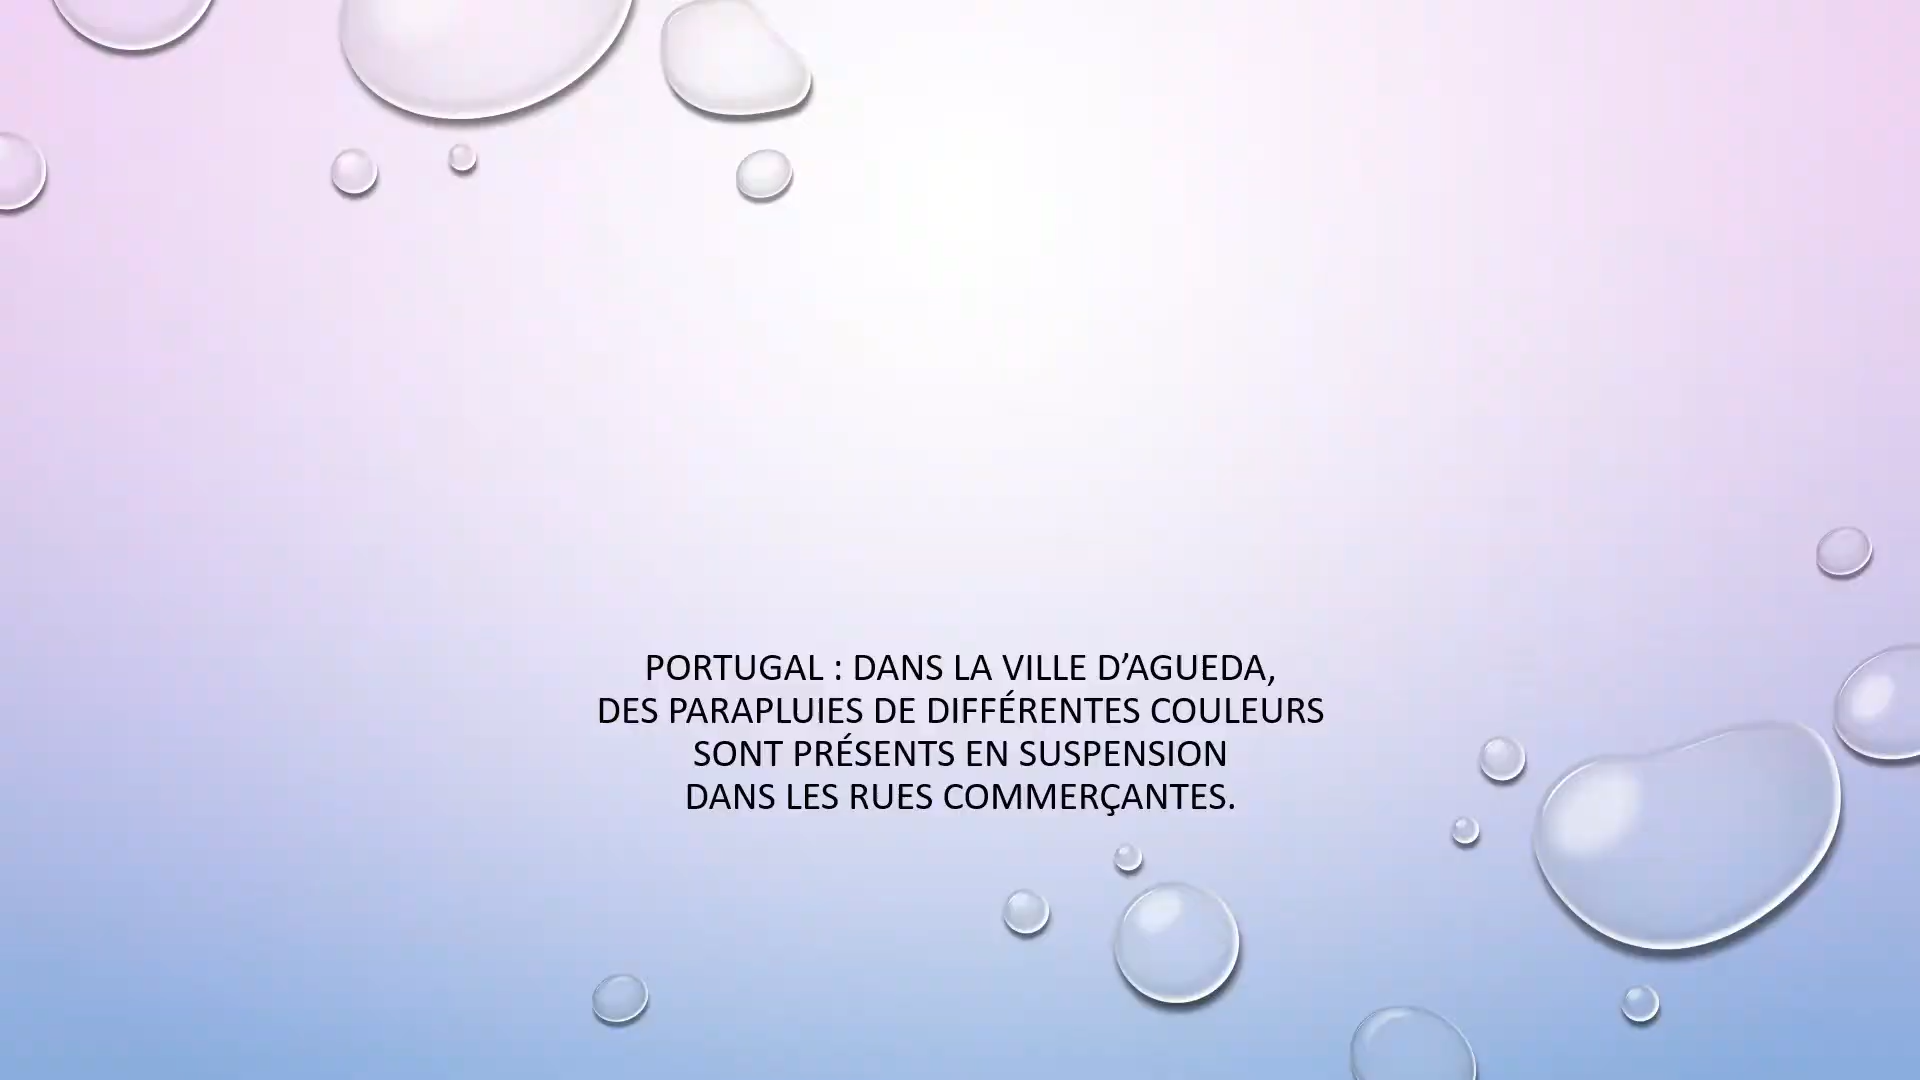 PORTUGAL : DANS LA VILLE D’AGUEDA,
DES PARAPLUIES DE DIFFÉRENTES COULEURS
SONT PRÉSENTS EN SUSPENSION
DANS LES RUES COMMERÇANTES.